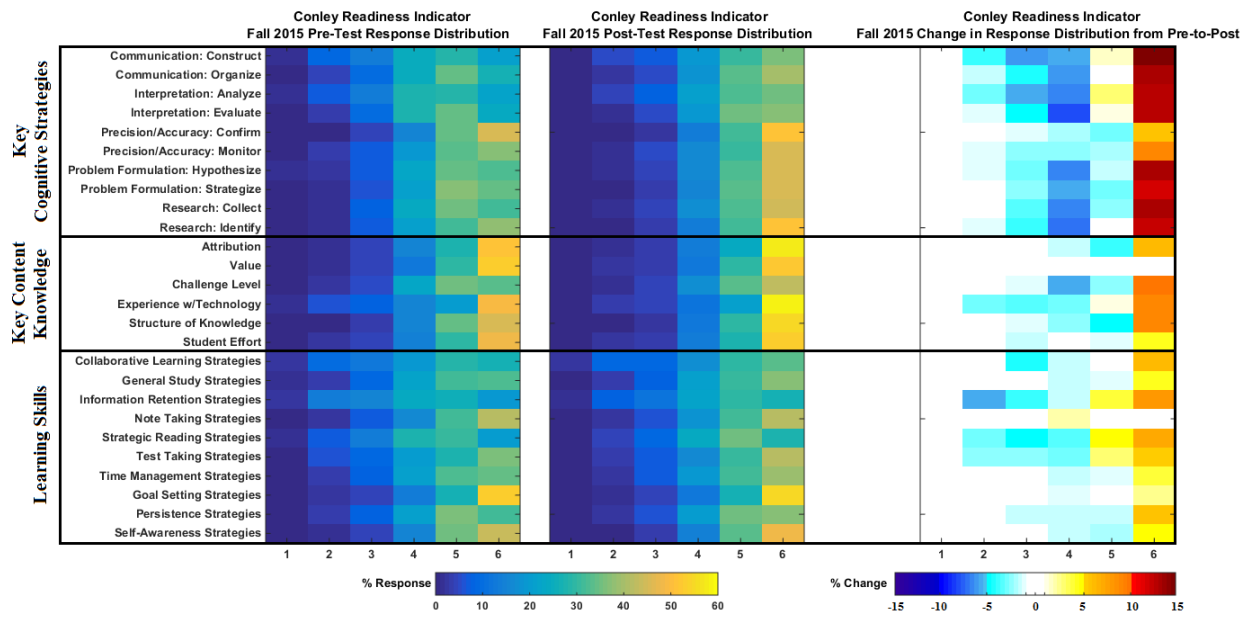 Conley Readiness Indicator
Fall 2015 Pre-Test Response Distribution
Conley Readiness Indicator
Fall 2015 Post-Test Response Distribution
Conley Readiness Indicator
Fall 2015 Change in Response Distribution from Pre-to-Post
Key
Cognitive Strategies
Communication: Construct
Communication: Organize
Interpretation: Analyze
Interpretation: Evaluate
Precision/Accuracy: Confirm
Precision/Accuracy: Monitor
Problem Formulation: Hypothesize
Problem Formulation: Strategize
Research: Collect
Research: Identify
Key Content
Knowledge
Attribution
Value
Challenge Level
Experience w/Technology
Structure of Knowledge
Student Effort
Learning Skills
Collaborative Learning Strategies
General Study Strategies
Information Retention Strategies
Note Taking Strategies
Strategic Reading Strategies
Test Taking Strategies
Time Management Strategies
Goal Setting Strategies
Persistence Strategies
Self-Awareness Strategies
1 2 3 4 5 6
1 2 3 4 5 6
1 2 3 4 5 6
% Response
0 10 20 30 40 50 60
% Change
-15 -10 -5 0 5 10 15